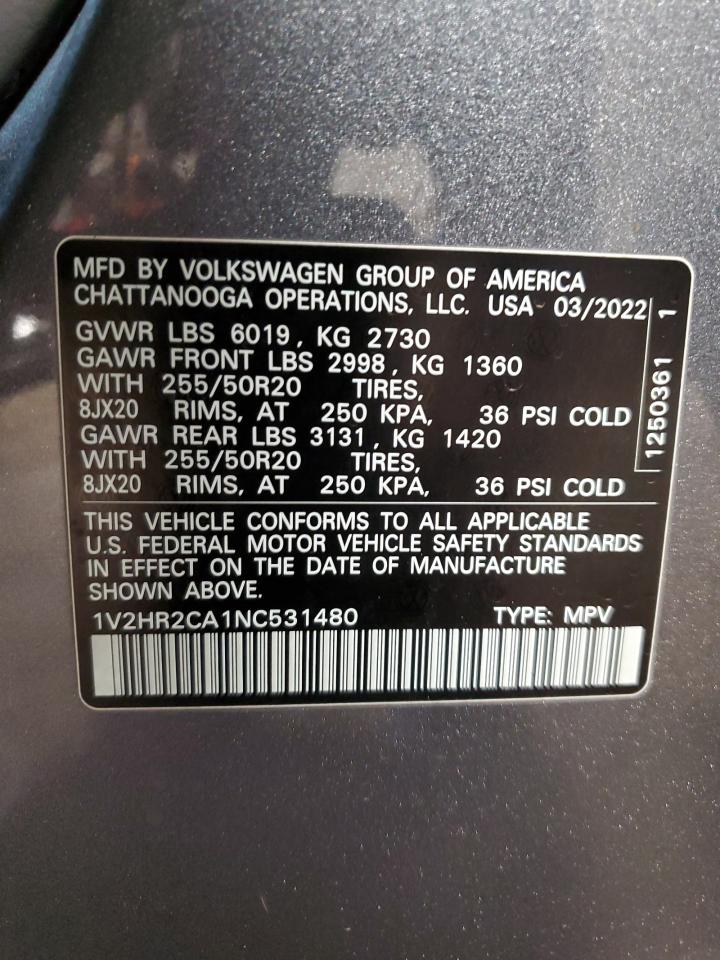 MFD BY VOLKSWAGEN GROUP OF AMERICA
CHATTANOOGA OPERATIONS, LLC. USA 03/2022
GVWR LBS 6019, KG 2730
GAWR FRONT LBS 2998, KG 1360
WITH 255/50R20 TIRES,
8JX20 RIMS, AT 250 KPA, 36 PSI COLD
GAWR REAR LBS 3131, KG 1420
WITH 255/50R20 TIRES,
8JX20 RIMS, AT 250 KPA, 36 PSI COLD
1250361 1
THIS VEHICLE CONFORMS TO ALL APPLICABLE
U.S. FEDERAL MOTOR VEHICLE SAFETY STANDARDS
IN EFFECT ON THE DATE OF MANUFACTURE
SHOWN ABOVE.
1V2HR2CA1NC531480 TYPE: MPV